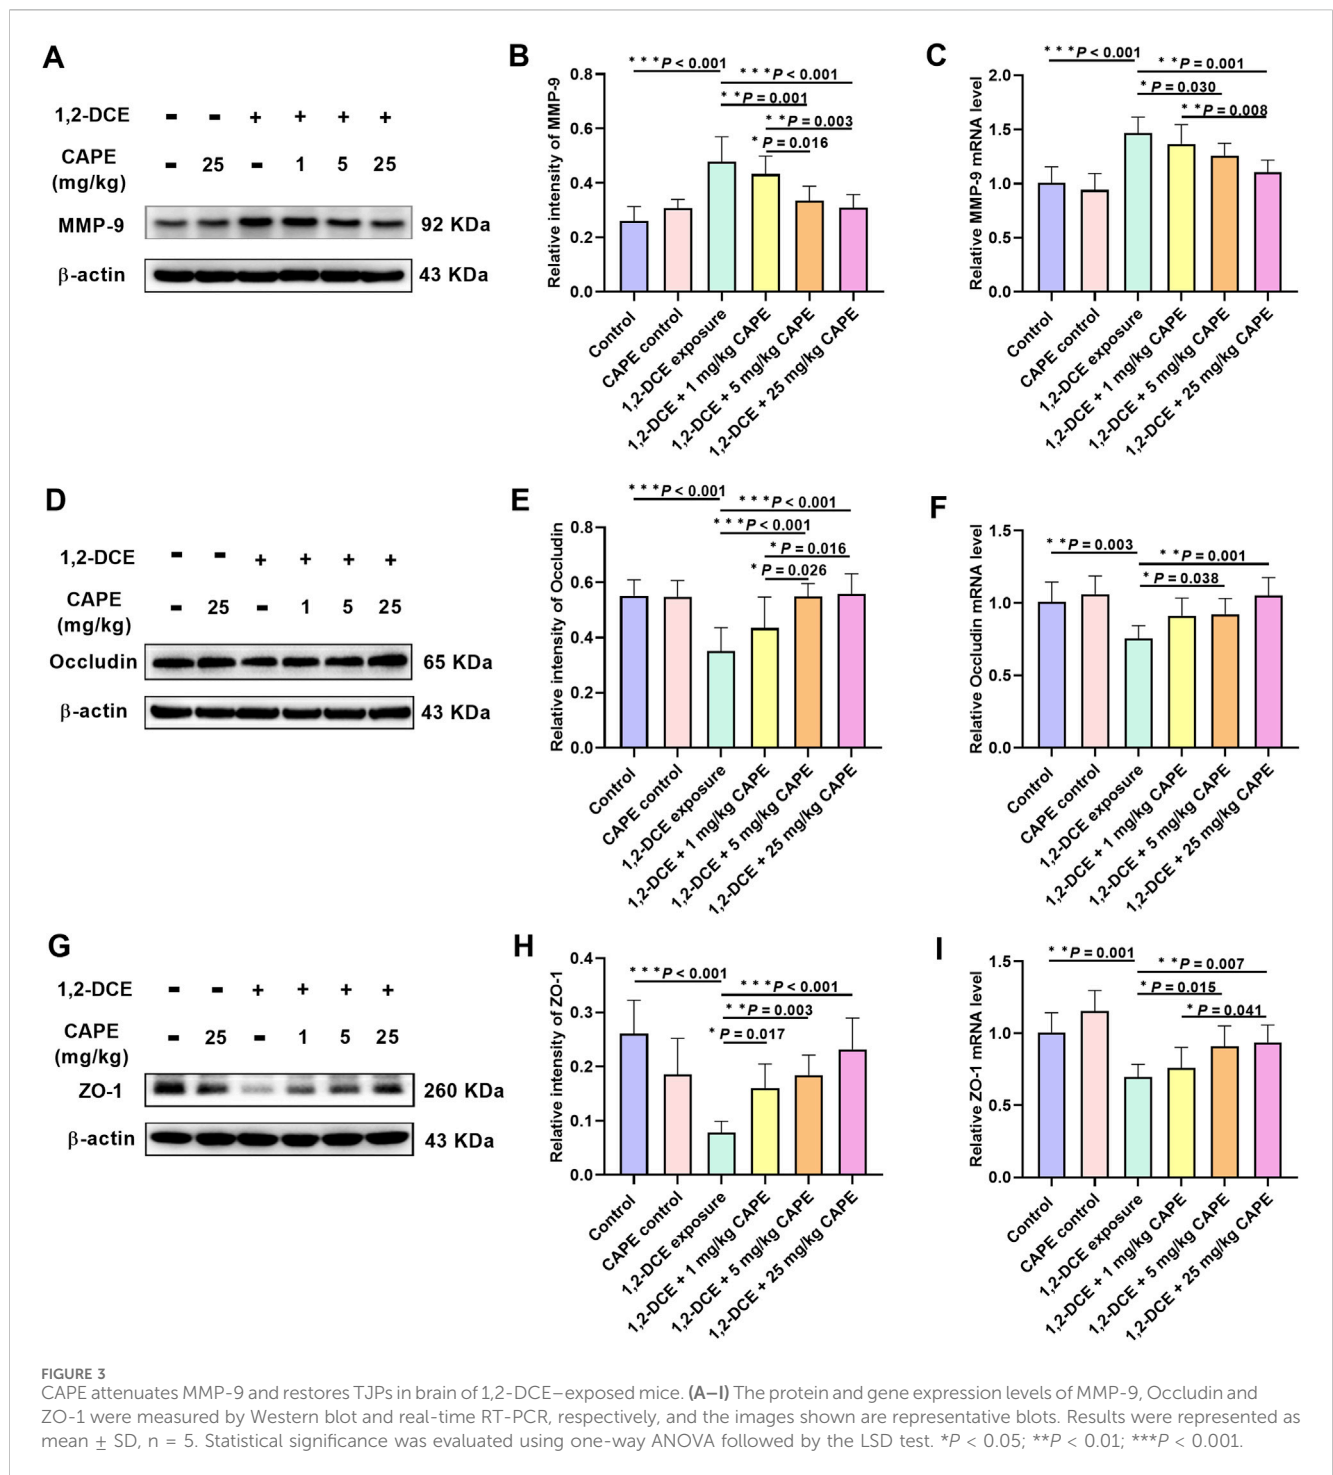 A
1,2-DCE - - + + + +
CAPE - 25 - 1 5 25
(mg/kg)
MMP-9 92 KDa
β-actin 43 KDa
B
Relative intensity of MMP-9
0.8
0.6
0.4
0.2
0.0
***P < 0.001
***P < 0.001
**P = 0.001
**P = 0.003
*P = 0.016
Control
CAPE control
1,2-DCE exposure
1,2-DCE + 1 mg/kg CAPE
1,2-DCE + 5 mg/kg CAPE
1,2-DCE + 25 mg/kg CAPE
C
Relative MMP-9 mRNA level
2.0
1.5
1.0
0.5
0.0
***P < 0.001
**P = 0.001
*P = 0.030
**P = 0.008
Control
CAPE control
1,2-DCE exposure
1,2-DCE + 1 mg/kg CAPE
1,2-DCE + 5 mg/kg CAPE
1,2-DCE + 25 mg/kg CAPE
D
1,2-DCE - - + + + +
CAPE - 25 - 1 5 25
(mg/kg)
Occludin 65 KDa
β-actin 43 KDa
E
Relative intensity of Occludin
0.8
0.6
0.4
0.2
0.0
***P < 0.001
***P < 0.001
***P < 0.001
*P = 0.016
*P = 0.026
Control
CAPE control
1,2-DCE exposure
1,2-DCE + 1 mg/kg CAPE
1,2-DCE + 5 mg/kg CAPE
1,2-DCE + 25 mg/kg CAPE
F
Relative Occludin mRNA level
1.5
1.0
0.5
0.0
**P = 0.003
**P = 0.001
*P = 0.038
Control
CAPE control
1,2-DCE exposure
1,2-DCE + 1 mg/kg CAPE
1,2-DCE + 5 mg/kg CAPE
1,2-DCE + 25 mg/kg CAPE
G
1,2-DCE - - + + + +
CAPE - 25 - 1 5 25
(mg/kg)
ZO-1 260 KDa
β-actin 43 KDa
H
Relative intensity of ZO-1
0.4
0.3
0.2
0.1
0.0
***P < 0.001
***P < 0.001
**P = 0.003
*P = 0.017
Control
CAPE control
1,2-DCE exposure
1,2-DCE + 1 mg/kg CAPE
1,2-DCE + 5 mg/kg CAPE
1,2-DCE + 25 mg/kg CAPE
I
Relative ZO-1 mRNA level
1.5
1.0
0.5
0.0
**P = 0.001
**P = 0.007
*P = 0.015
*P = 0.041
Control
CAPE control
1,2-DCE exposure
1,2-DCE + 1 mg/kg CAPE
1,2-DCE + 5 mg/kg CAPE
1,2-DCE + 25 mg/kg CAPE
FIGURE 3
CAPE attenuates MMP-9 and restores TJPs in brain of 1,2-DCE–exposed mice. (A–I) The protein and gene expression levels of MMP-9, Occludin and
ZO-1 were measured by Western blot and real-time RT-PCR, respectively, and the images shown are representative blots. Results were represented as
mean ± SD, n = 5. Statistical significance was evaluated using one-way ANOVA followed by the LSD test. *P < 0.05; **P < 0.01; ***P < 0.001.